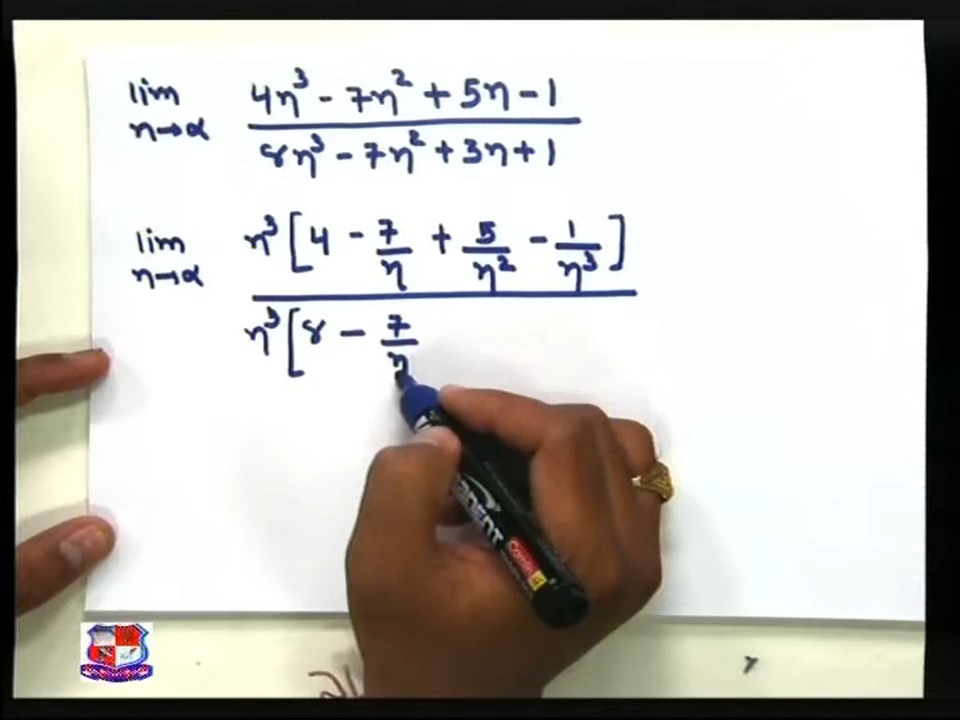 lim n→α 4n³ - 7n² + 5n - 1
8n³ - 7n² + 3n + 1
lim n→α n³ [ 4 - 7/n + 5/n² - 1/n³ ]
n³ [ 8 - 7/n
Camlin